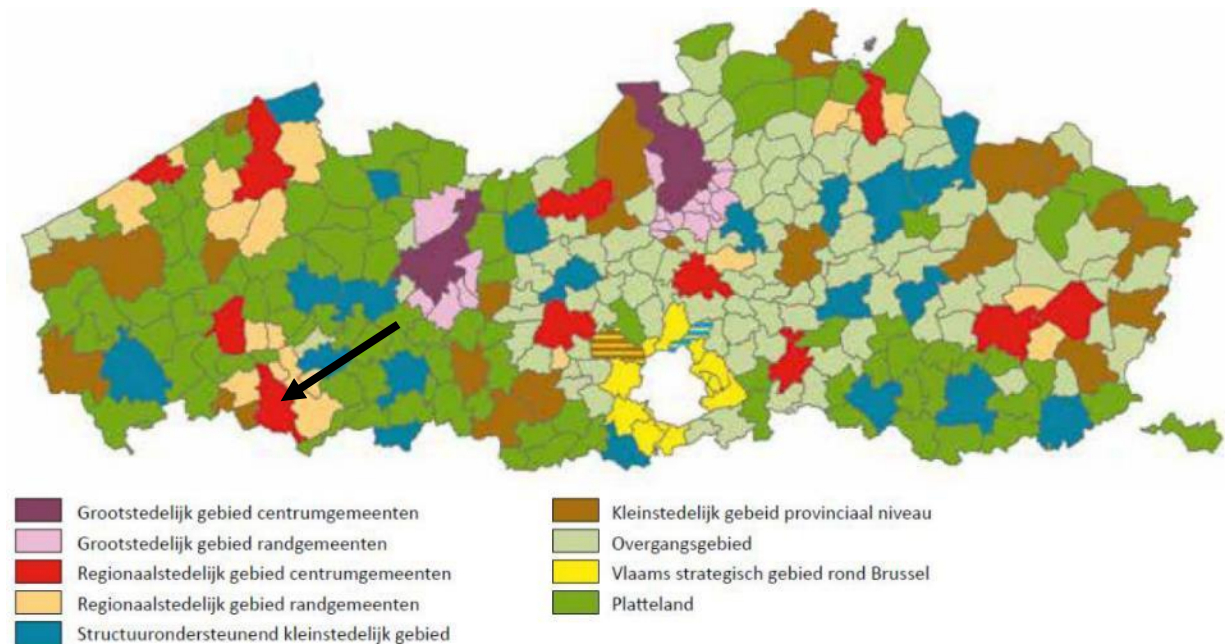 Grootstedelijk gebied centrumgemeenten
Grootstedelijk gebied randgemeenten
Regionaalstedelijk gebied centrumgemeenten
Regionaalstedelijk gebied randgemeenten
Structuurondersteunend kleinstedelijk gebied
Kleinstedelijk gebeid provinciaal niveau
Overgangsgebied
Vlaams strategisch gebied rond Brussel
Platteland